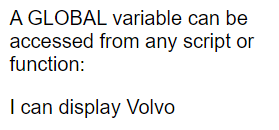 A GLOBAL variable can be
accessed from any script or
function:
I can display Volvo